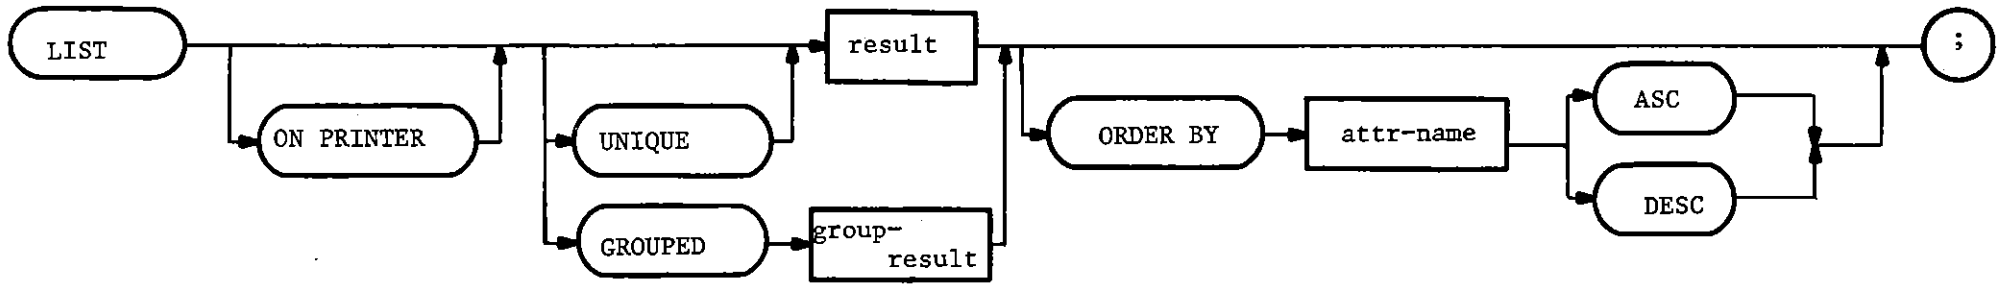 LIST
ON PRINTER
UNIQUE
GROUPED
result
group-
result
ORDER BY
attr-name
ASC
DESC
;